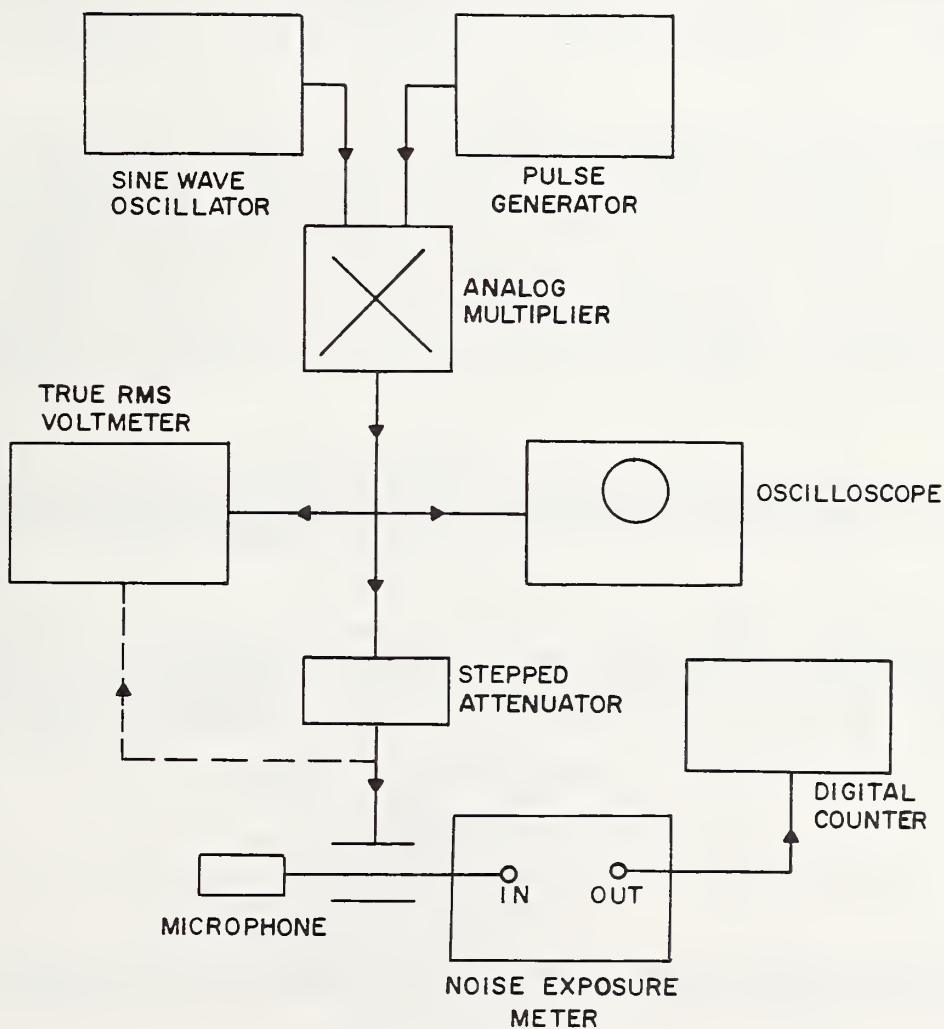 SINE WAVE
OSCILLATOR
PULSE
GENERATOR
ANALOG
MULTIPLIER
TRUE RMS
VOLTMETER
OSCILLOSCOPE
STEPPED
ATTENUATOR
DIGITAL
COUNTER
IN OUT
MICROPHONE
NOISE EXPOSURE
METER